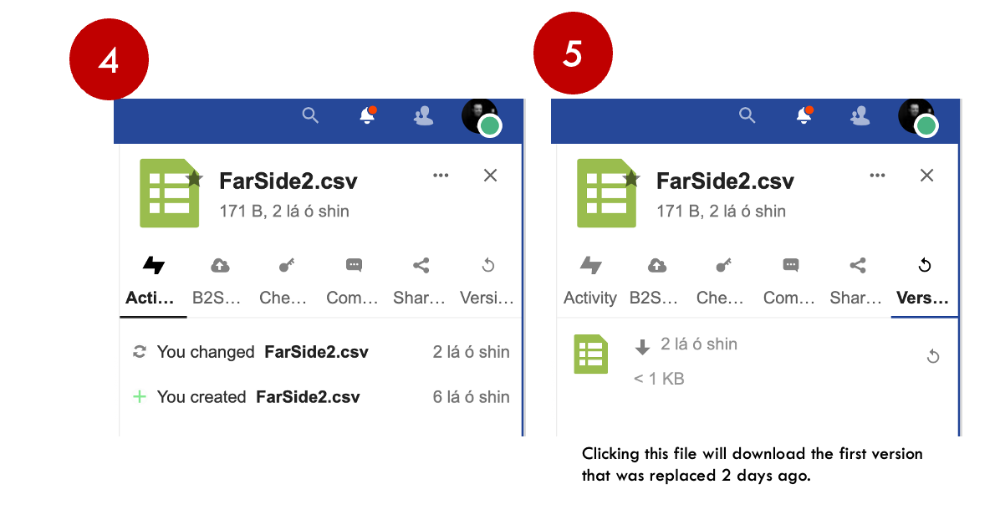 4
FarSide2.csv
171 B, 2 lá ó shin
Acti... B2S... Che... Com... Shar... Versi...
You changed FarSide2.csv 2 lá ó shin
You created FarSide2.csv 6 lá ó shin
5
FarSide2.csv
171 B, 2 lá ó shin
Activity B2S... Che... Com... Shar... Vers...
2 lá ó shin
< 1 KB
Clicking this file will download the first version
that was replaced 2 days ago.